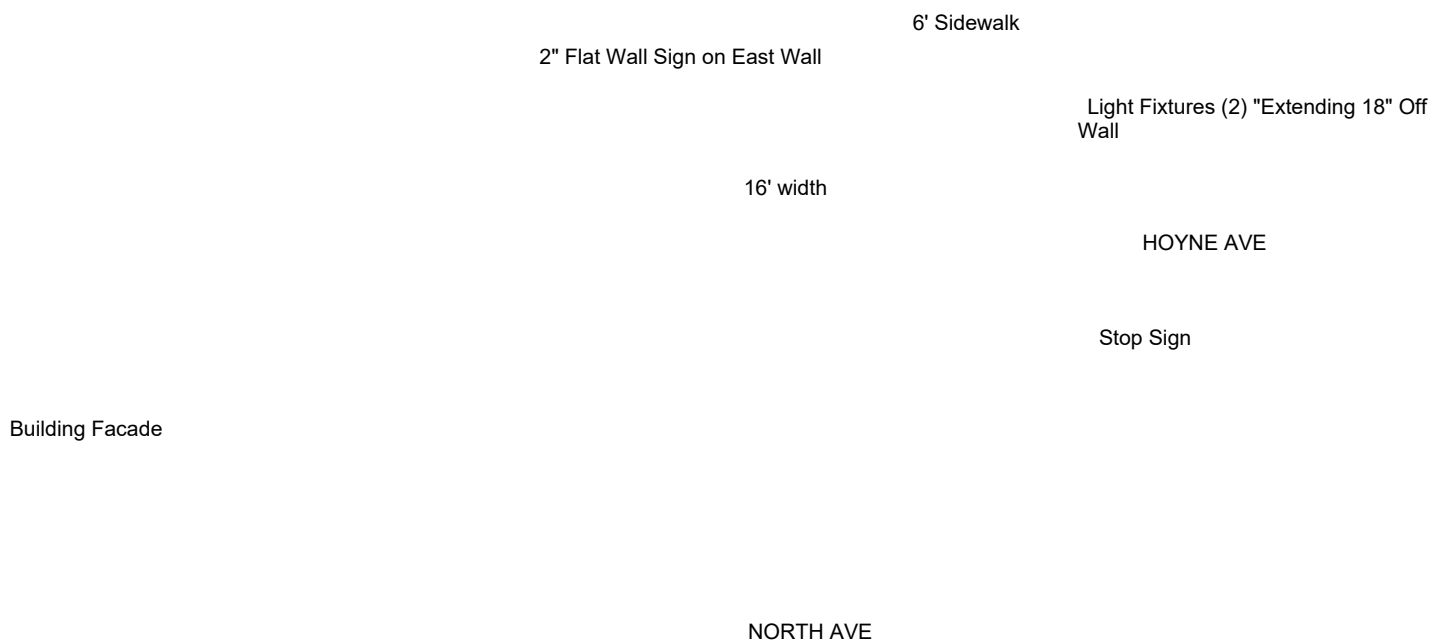 6' Sidewalk
2" Flat Wall Sign on East Wall
Light Fixtures (2) "Extending 18" Off
Wall
16' width
HOYNE AVE
Stop Sign
Building Facade
NORTH AVE